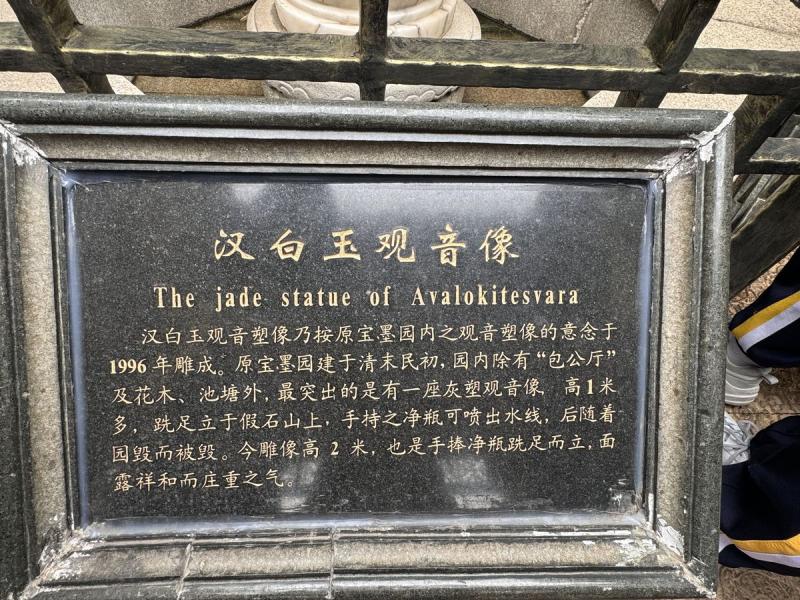 汉白玉观音像
The jade statue of Avalokitesvara
汉白玉观音塑像乃按原宝墨园内之观音塑像的意念于
1996 年雕成。原宝墨园建于清末民初，园内除有“包公厅”
及花木、池塘外，最突出的是有一座灰塑观音像　高1米
多，跣足立于假石山上，手持之净瓶可喷出水线，后随着
园毁而被毁。今雕像高 2 米，也是手捧净瓶跣足而立，面
露祥和而庄重之气。